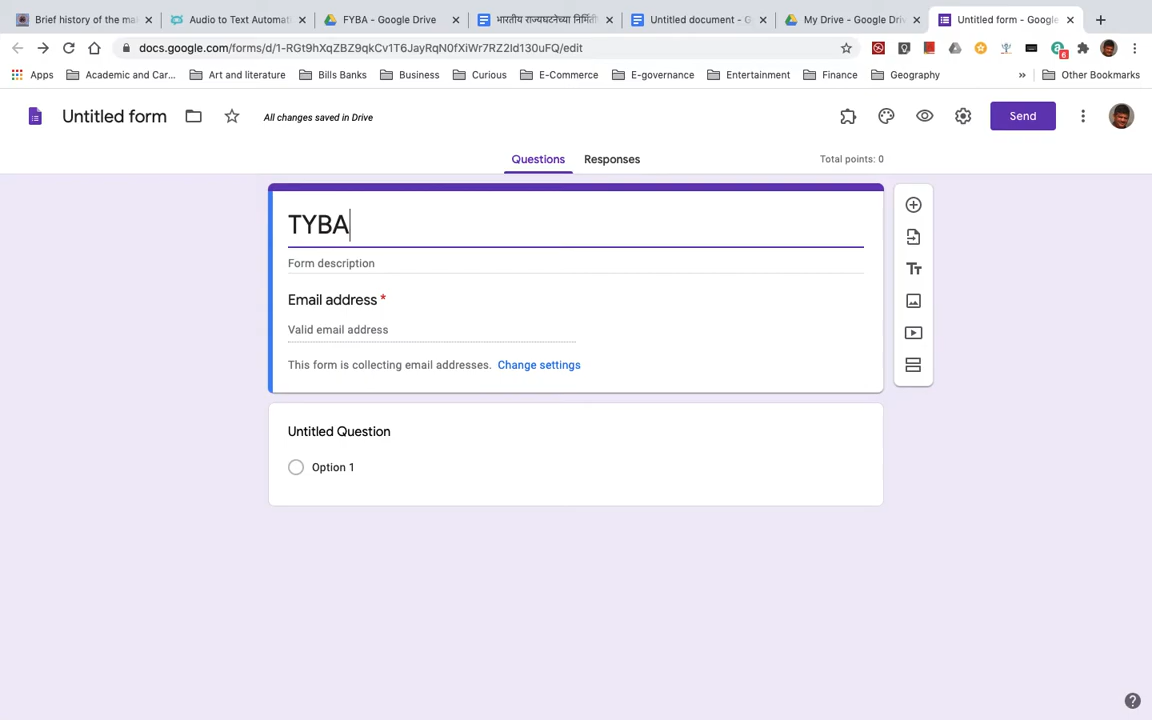 Brief history of the ma
Audio to Text Automati
FYBA - Google Drive
भारतीय राज्यघटनेच्या निर्मिती
Untitled document - G
My Drive - Google Driv
Untitled form - Google
docs.google.com/forms/d/1-RGt9hXqZBZ9qkCv1T6JayRqN0fXiWr7RZ2Id130uFQ/edit
Apps
Academic and Car...
Art and literature
Bills Banks
Business
Curious
E-Commerce
E-governance
Entertainment
Finance
Geography
»
Other Bookmarks
Untitled form
All changes saved in Drive
Send
Questions
Responses
Total points: 0
TYBA
Form description
Email address *
Valid email address
This form is collecting email addresses. Change settings
Untitled Question
Option 1